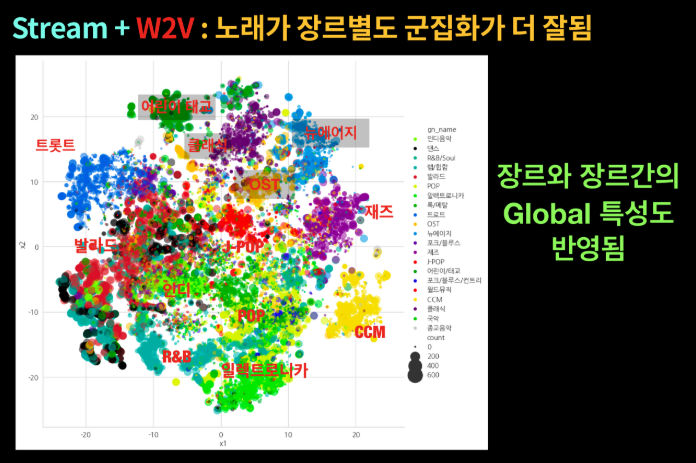 Stream + W2V : 노래가 장르별도 군집화가 더 잘됨
어린이 태교
클래식
뉴에이지
트롯트
OST
재즈
발라드
J-POP
인디
POP
CCM
R&B
일렉트로니카
x2
20
10
0
-10
-20
-20
-10
0
10
20
x1
gn_name
인디음악
댄스
R&B/Soul
랩/힙합
발라드
POP
일렉트로니카
록/메탈
트로트
OST
뉴에이지
포크/블루스
재즈
J-POP
어린이/태교
포크/블루스/컨트리
월드뮤직
CCM
클래식
국악
종교음악
count
0
200
400
600
장르와 장르간의
Global 특성도
반영됨